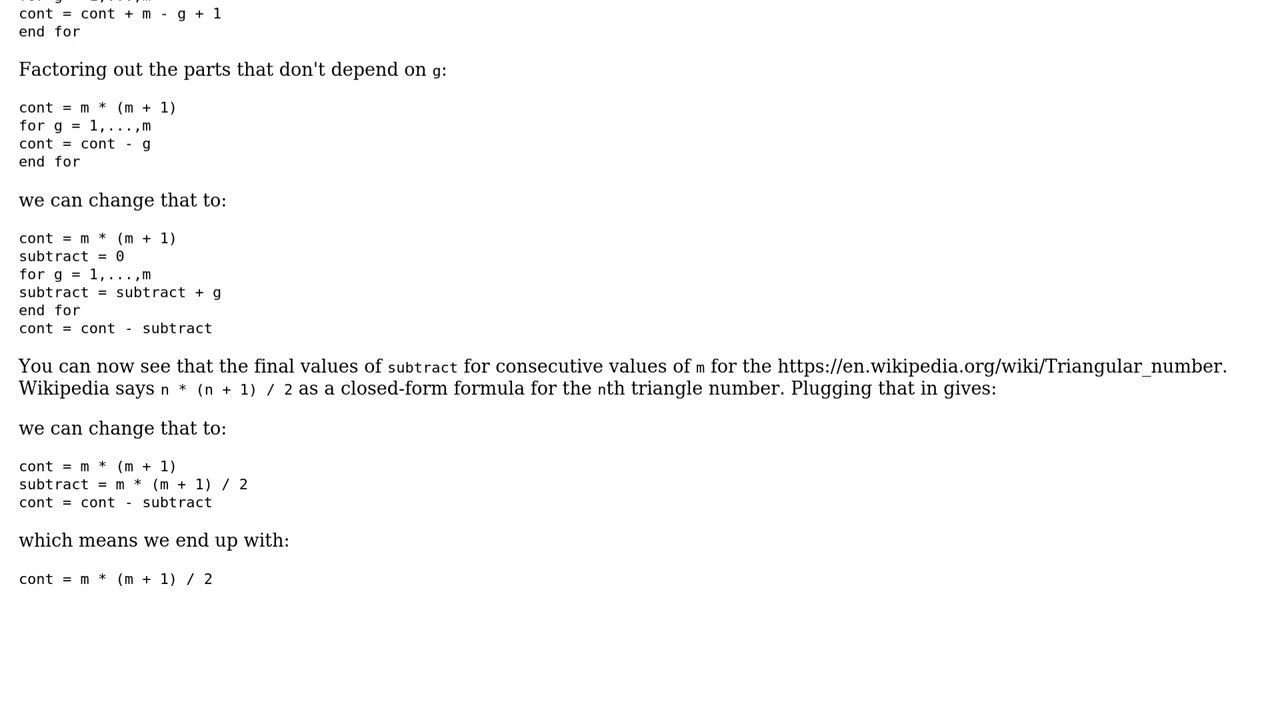 cont = cont + m - g + 1
end for
Factoring out the parts that don't depend on g:
cont = m * (m + 1)
for g = 1,...,m
cont = cont - g
end for
we can change that to:
cont = m * (m + 1)
subtract = 0
for g = 1,...,m
subtract = subtract + g
end for
cont = cont - subtract
You can now see that the final values of subtract for consecutive values of m for the https://en.wikipedia.org/wiki/Triangular_number.
Wikipedia says n * (n + 1) / 2 as a closed-form formula for the nth triangle number. Plugging that in gives:
we can change that to:
cont = m * (m + 1)
subtract = m * (m + 1) / 2
cont = cont - subtract
which means we end up with:
cont = m * (m + 1) / 2